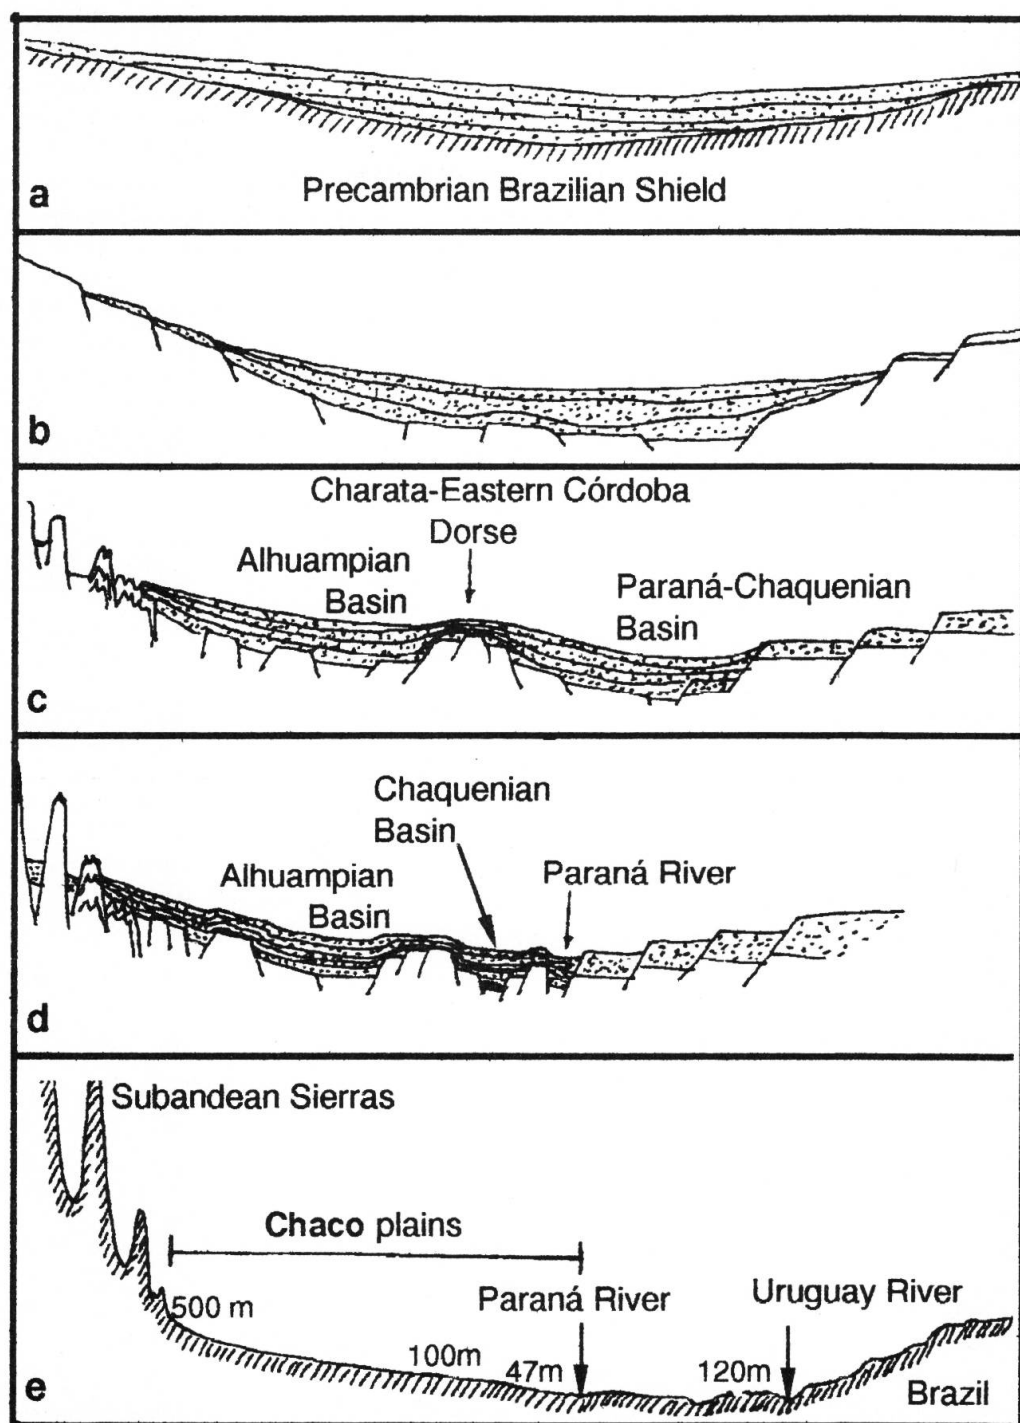 Precambrian Brazilian Shield
a
b
Charata-Eastern Córdoba
Dorse
Alhuampian
Basin
Paraná-Chaquenian
Basin
c
Chaquenian
Basin
Alhuampian
Basin
Paraná River
d
Subandean Sierras
Chaco plains
500 m
Paraná River
Uruguay River
100m
47m
120m
Brazil
e